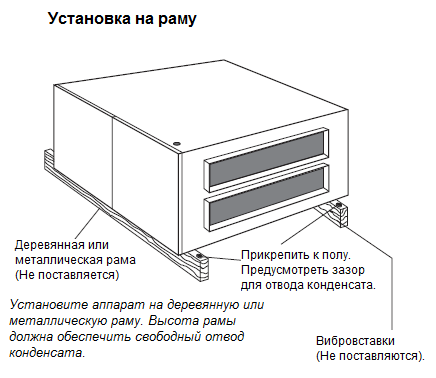 Установка на раму
Деревянная или
металлическая рама
(Не поставляется)
Прикрепить к полу.
Предусмотреть зазор
для отвода конденсата.
Установите аппарат на деревянную или
металлическую раму. Высота рамы
должна обеспечить свободный отвод
конденсата.
Вибровставки
(Не поставляются).